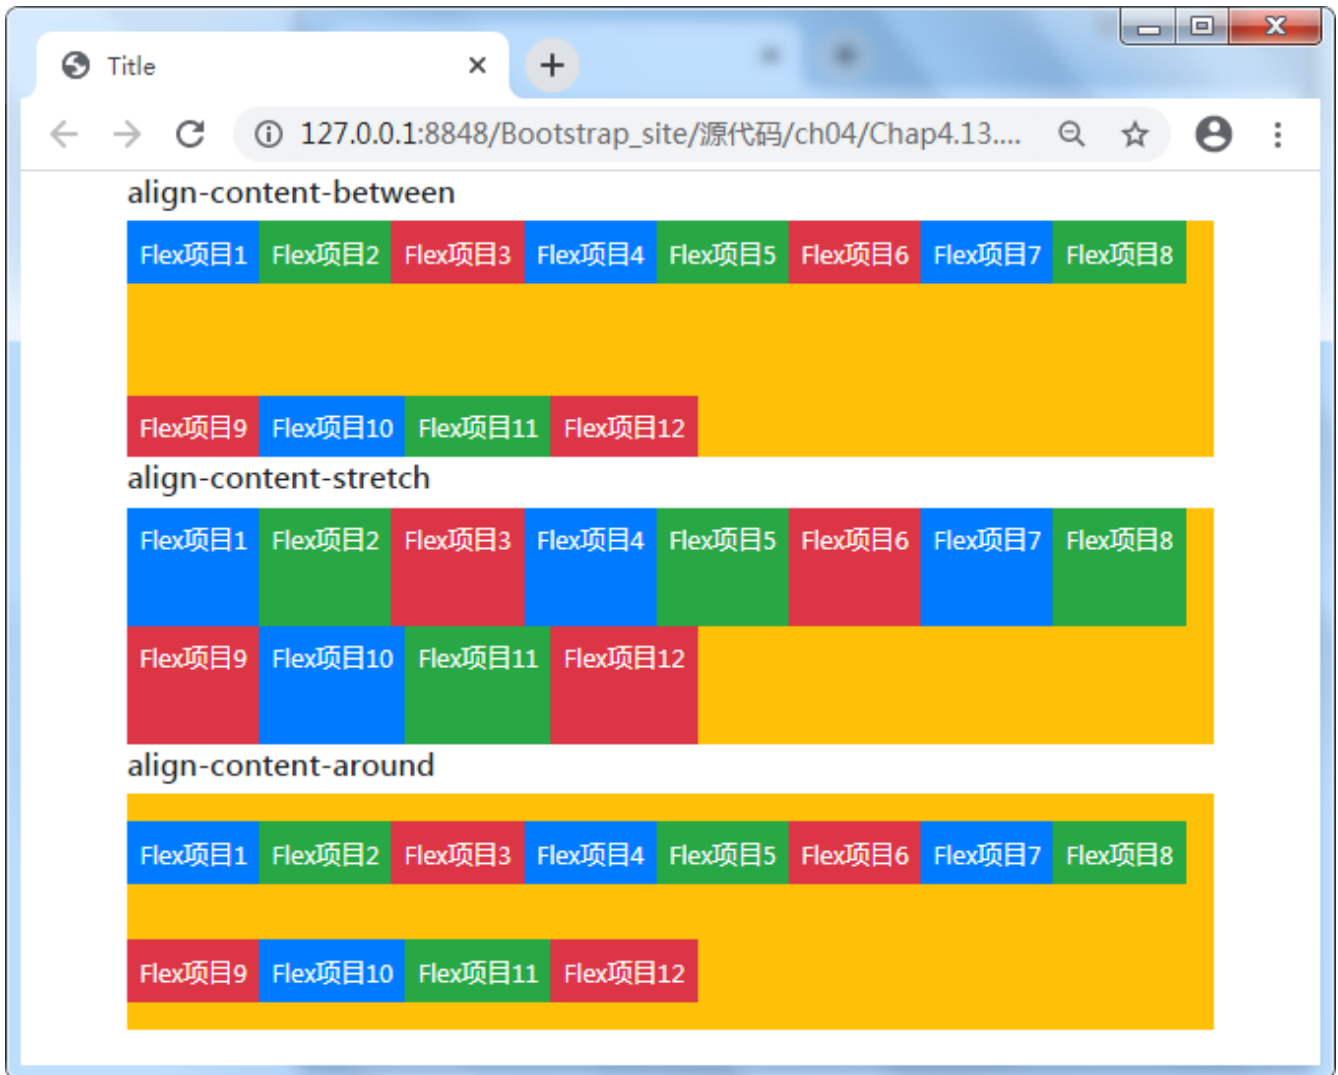 Title
127.0.0.1:8848/Bootstrap_site/源代码/ch04/Chap4.13....
align-content-between
Flex项目1 Flex项目2 Flex项目3 Flex项目4 Flex项目5 Flex项目6 Flex项目7 Flex项目8
Flex项目9 Flex项目10 Flex项目11 Flex项目12
align-content-stretch
Flex项目1 Flex项目2 Flex项目3 Flex项目4 Flex项目5 Flex项目6 Flex项目7 Flex项目8
Flex项目9 Flex项目10 Flex项目11 Flex项目12
align-content-around
Flex项目1 Flex项目2 Flex项目3 Flex项目4 Flex项目5 Flex项目6 Flex项目7 Flex项目8
Flex项目9 Flex项目10 Flex项目11 Flex项目12